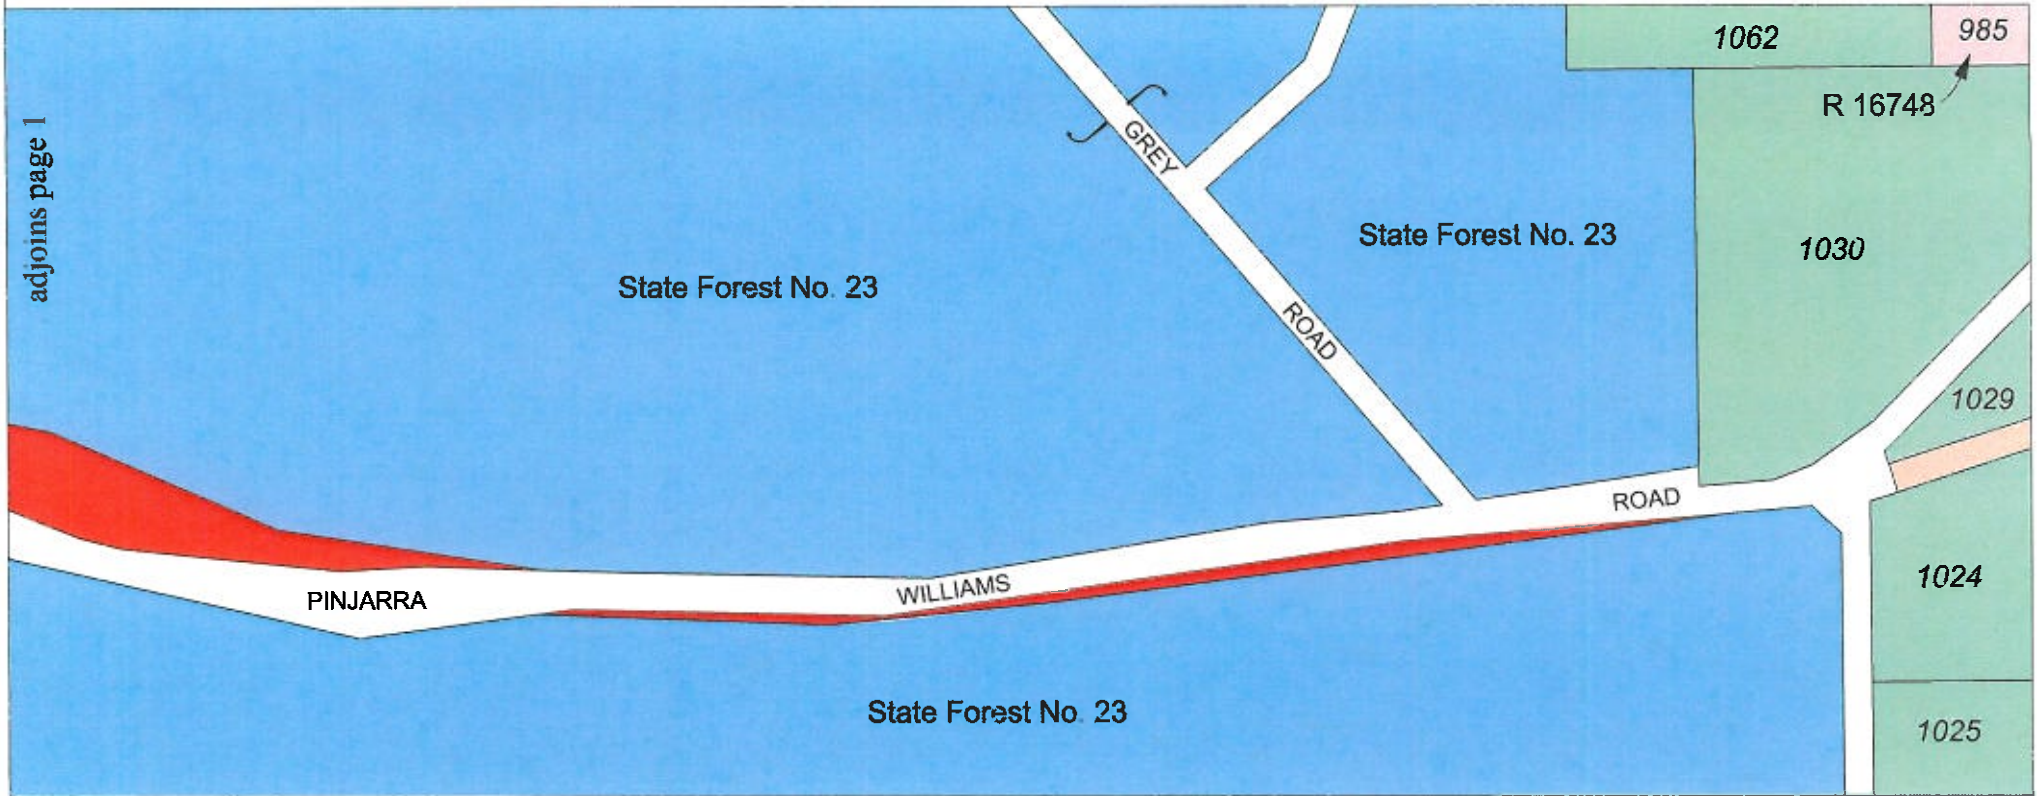 1062
985
R 16748
adjoins page 1
GREY
State Forest No. 23
1030
State Forest No. 23
ROAD
1029
ROAD
1024
WILLIAMS
PINJARRA
State Forest No. 23
1025